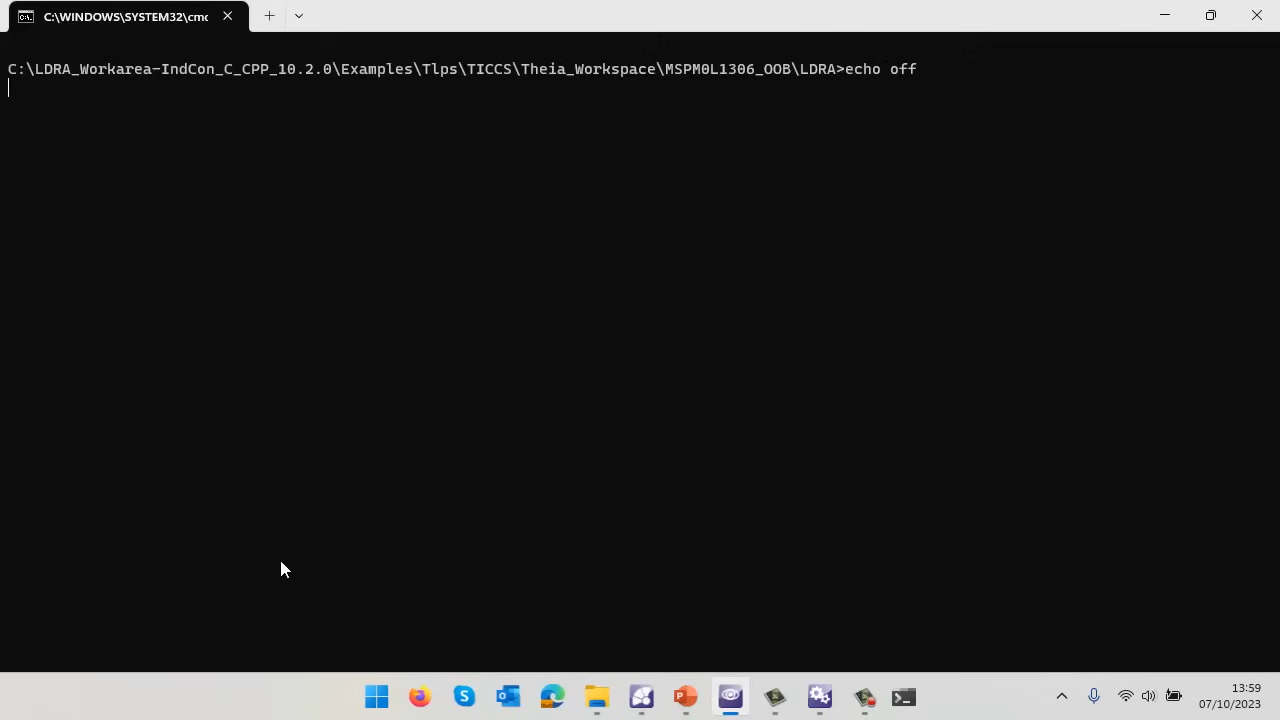 C:\WINDOWS\SYSTEM32\cmd
C:\LDRA_Workarea-IndCon_C_CPP_10.2.0\Examples\Tlps\TICCS\Theia_Workspace\MSPM0L1306_OOB\LDRA>echo off
13:59
07/10/2023